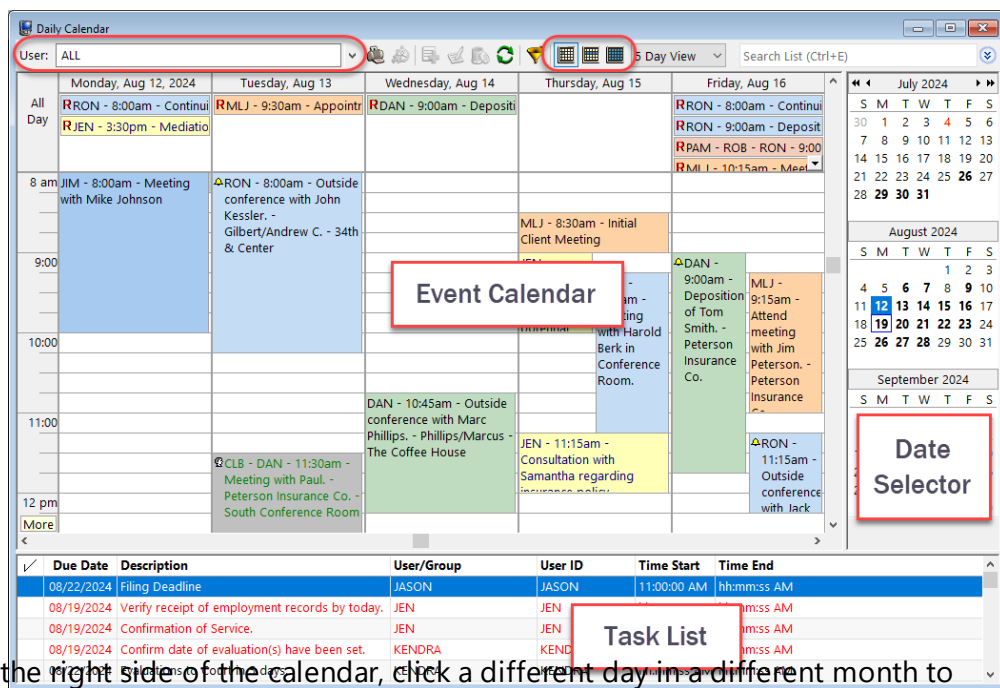 Daily Calendar
User: ALL
5 Day View
Search List (Ctrl+E)
Monday, Aug 12, 2024
Tuesday, Aug 13
Wednesday, Aug 14
Thursday, Aug 15
Friday, Aug 16
All
Day
RRON - 8:00am - Continui
RJEN - 3:30pm - Mediatio
RMLJ - 9:30am - Appointr
RDAN - 9:00am - Depositi
RRON - 8:00am - Continui
RRON - 9:00am - Deposit
RPAM - ROB - RON - 9:00
RMLJ - 10:15am - Meet
8 am
9:00
10:00
11:00
12 pm
More
JIM - 8:00am - Meeting
with Mike Johnson
RON - 8:00am - Outside
conference with John
Kessler. -
Gilbert/Andrew C. - 34th
& Center
CLB - DAN - 11:30am -
Meeting with Paul. -
Peterson Insurance Co. -
South Conference Room
DAN - 10:45am - Outside
conference with Marc
Phillips. - Phillips/Marcus -
The Coffee House
MLJ - 8:30am - Initial
Client Meeting
with Harold
Berk in
Conference
Room.
JEN - 11:15am -
Consultation with
Samantha regarding
insurance policy
DAN -
9:00am -
Deposition
of Tom
Smith. -
Peterson
Insurance
Co.
MLJ -
9:15am -
Attend
meeting
with Jim
Peterson. -
Peterson
Insurance
RON -
11:15am -
Outside
conference
with Jack
Event Calendar
July 2024
S M T W T F S
30 1 2 3 4 5 6
7 8 9 10 11 12 13
14 15 16 17 18 19 20
21 22 23 24 25 26 27
28 29 30 31
August 2024
S M T W T F S
1 2 3
4 5 6 7 8 9 10
11 12 13 14 15 16 17
18 19 20 21 22 23 24
25 26 27 28 29 30 31
September 2024
S M T W T F S
Date
Selector
Due Date Description User/Group User ID Time Start Time End
08/22/2024 Filing Deadline JASON JASON 11:00:00 AM hh:mm:ss AM
08/19/2024 Verify receipt of employment records by today. JEN JEN hh:mm:ss AM
08/19/2024 Confirmation of Service. JEN JEN
08/19/2024 Confirm date of evaluation(s) have been set. KENDRA KENDRA
Task List
the right side of the calendar, click a different day in a different month to